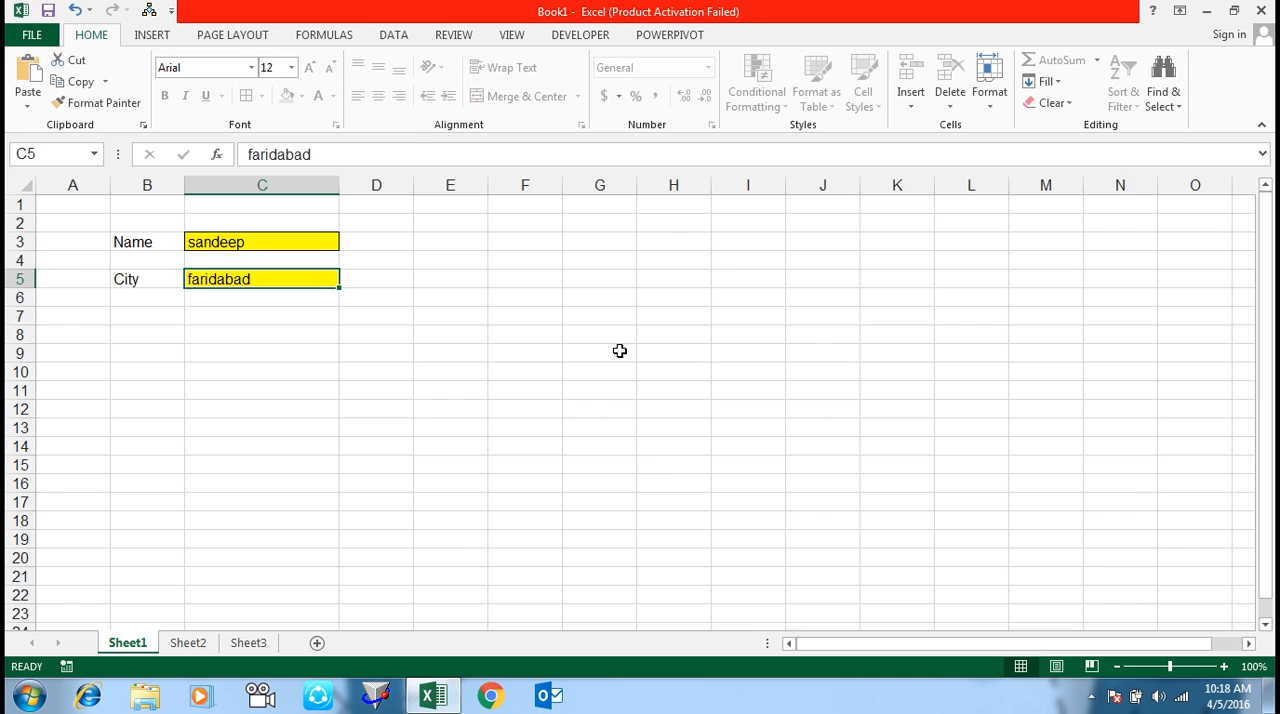 Book1 - Excel (Product Activation Failed)
?
FILE HOME INSERT PAGE LAYOUT FORMULAS DATA REVIEW VIEW DEVELOPER POWERPIVOT Sign in
Paste
Cut
Copy
Format Painter
Clipboard
Arial 12
B I U A
Font
Wrap Text
Merge & Center
Alignment
General
$ % ,
Number
Conditional Formatting
Format as Table
Cell Styles
Styles
Insert Delete Format
Cells
AutoSum
Fill
Clear
Sort & Filter
Find & Select
Editing
C5 fx faridabad
A B C D E F G H I J K L M N O
1
2
3 Name sandeep
4
5 City faridabad
6
7
8
9
10
11
12
13
14
15
16
17
18
19
20
21
22
23
24
Sheet1 Sheet2 Sheet3
READY 100%
10:18 AM
4/5/2016